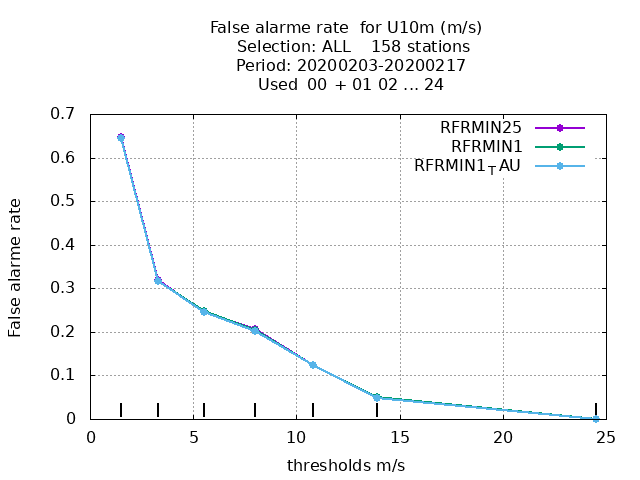 False alarme rate  for U10m (m/s)
Selection: ALL    158 stations
Period: 20200203-20200217
Used  00  + 01 02 ... 24
RFRMIN25
RFRMIN1
RFRMIN1TAU
False alarme rate
0.7
0.6
0.5
0.4
0.3
0.2
0.1
0
0 5 10 15 20 25
thresholds m/s